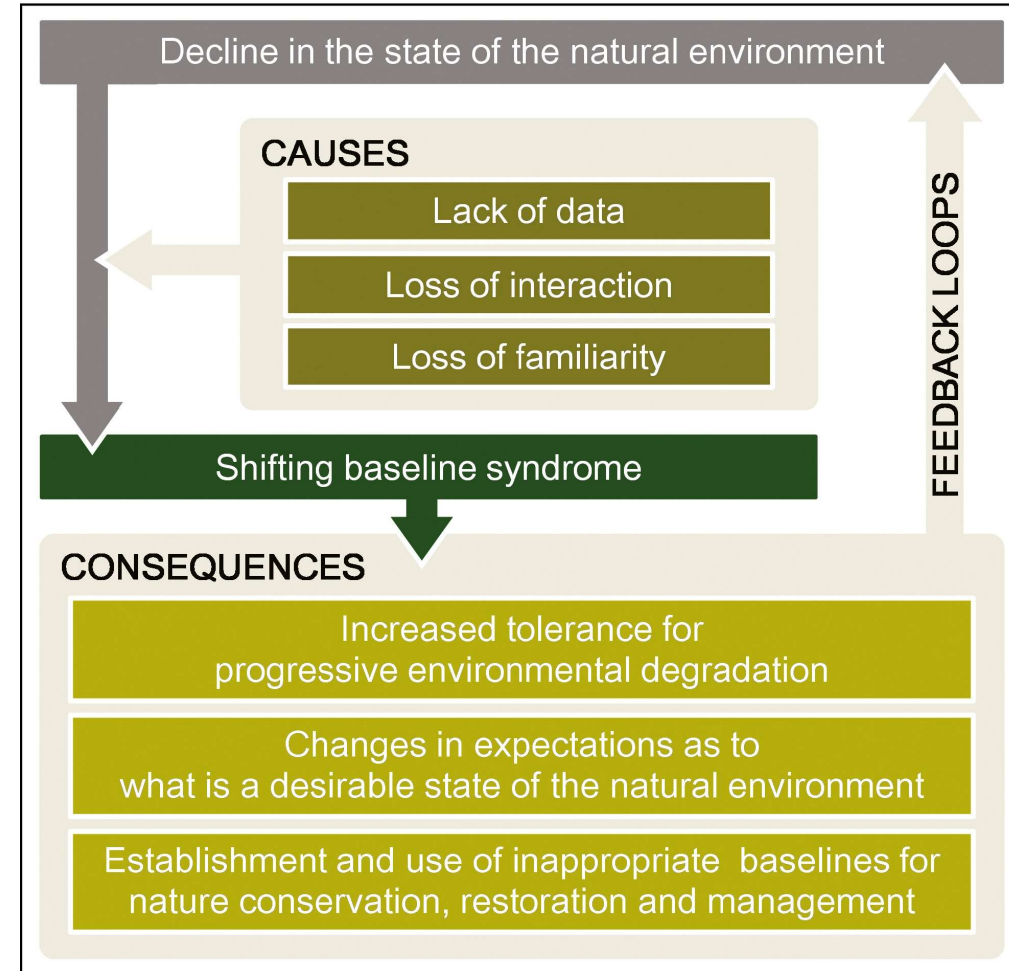 Decline in the state of the natural environment
CAUSES
Lack of data
Loss of interaction
Loss of familiarity
FEEDBACK LOOPS
Shifting baseline syndrome
CONSEQUENCES
Increased tolerance for
progressive environmental degradation
Changes in expectations as to
what is a desirable state of the natural environment
Establishment and use of inappropriate baselines for
nature conservation, restoration and management